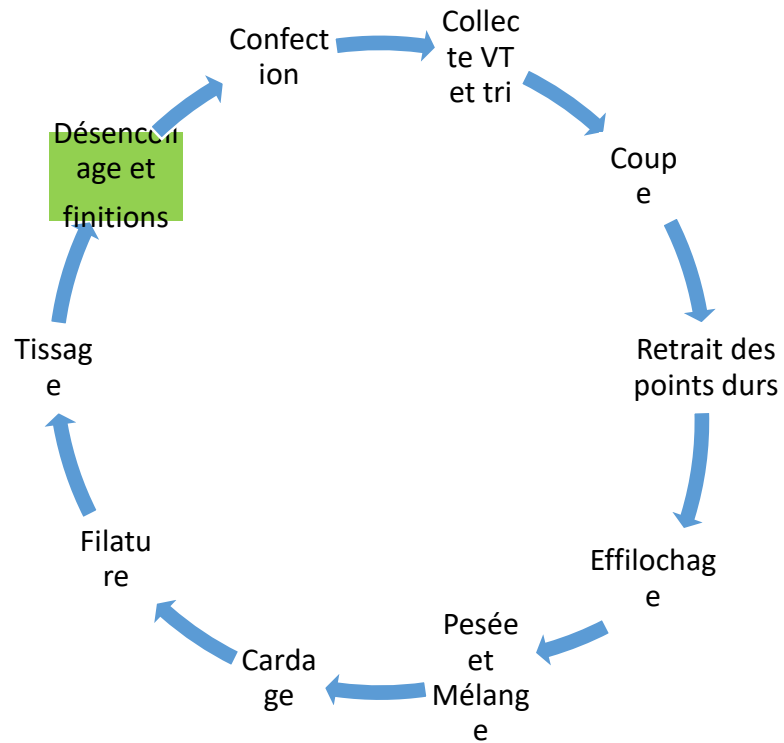 Confect
ion
Collec
te VT
et tri
Coup
e
Retrait des
points durs
Effilochag
e
Pesée
et
Mélang
e
Carda
ge
Filatu
re
Tissag
e
Désencoll
age et
finitions